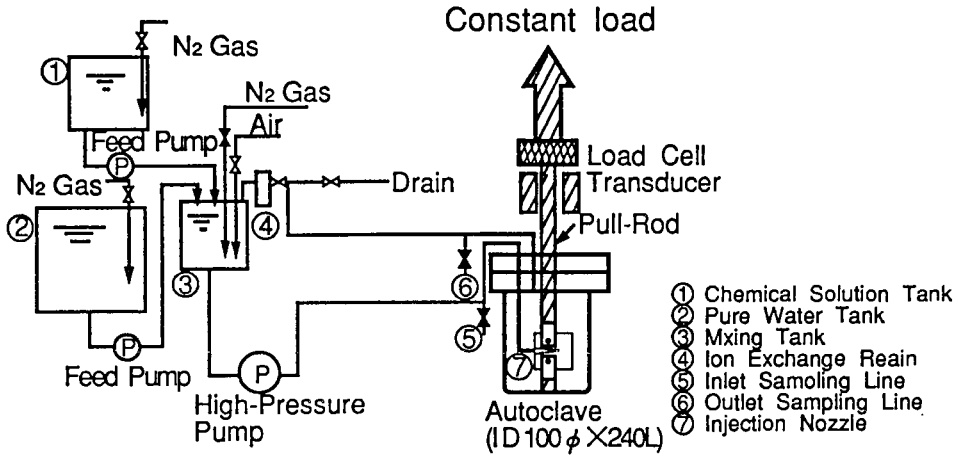 Constant load
N2 Gas
①
N2 Gas
Air
Feed Pump
P
Load Cell
Transducer
N2 Gas
Drain
②
④
Pull-Rod
③
⑥
① Chemical Solution Tank
② Pure Water Tank
③ Mxing Tank
④ Ion Exchange Reain
⑤ Inlet Samoling Line
⑥ Outlet Sampling Line
⑦ Injection Nozzle
⑤
P
⑦
Feed Pump
P
High-Pressure
Pump
Autoclave
(ID 100 φ ×240L)